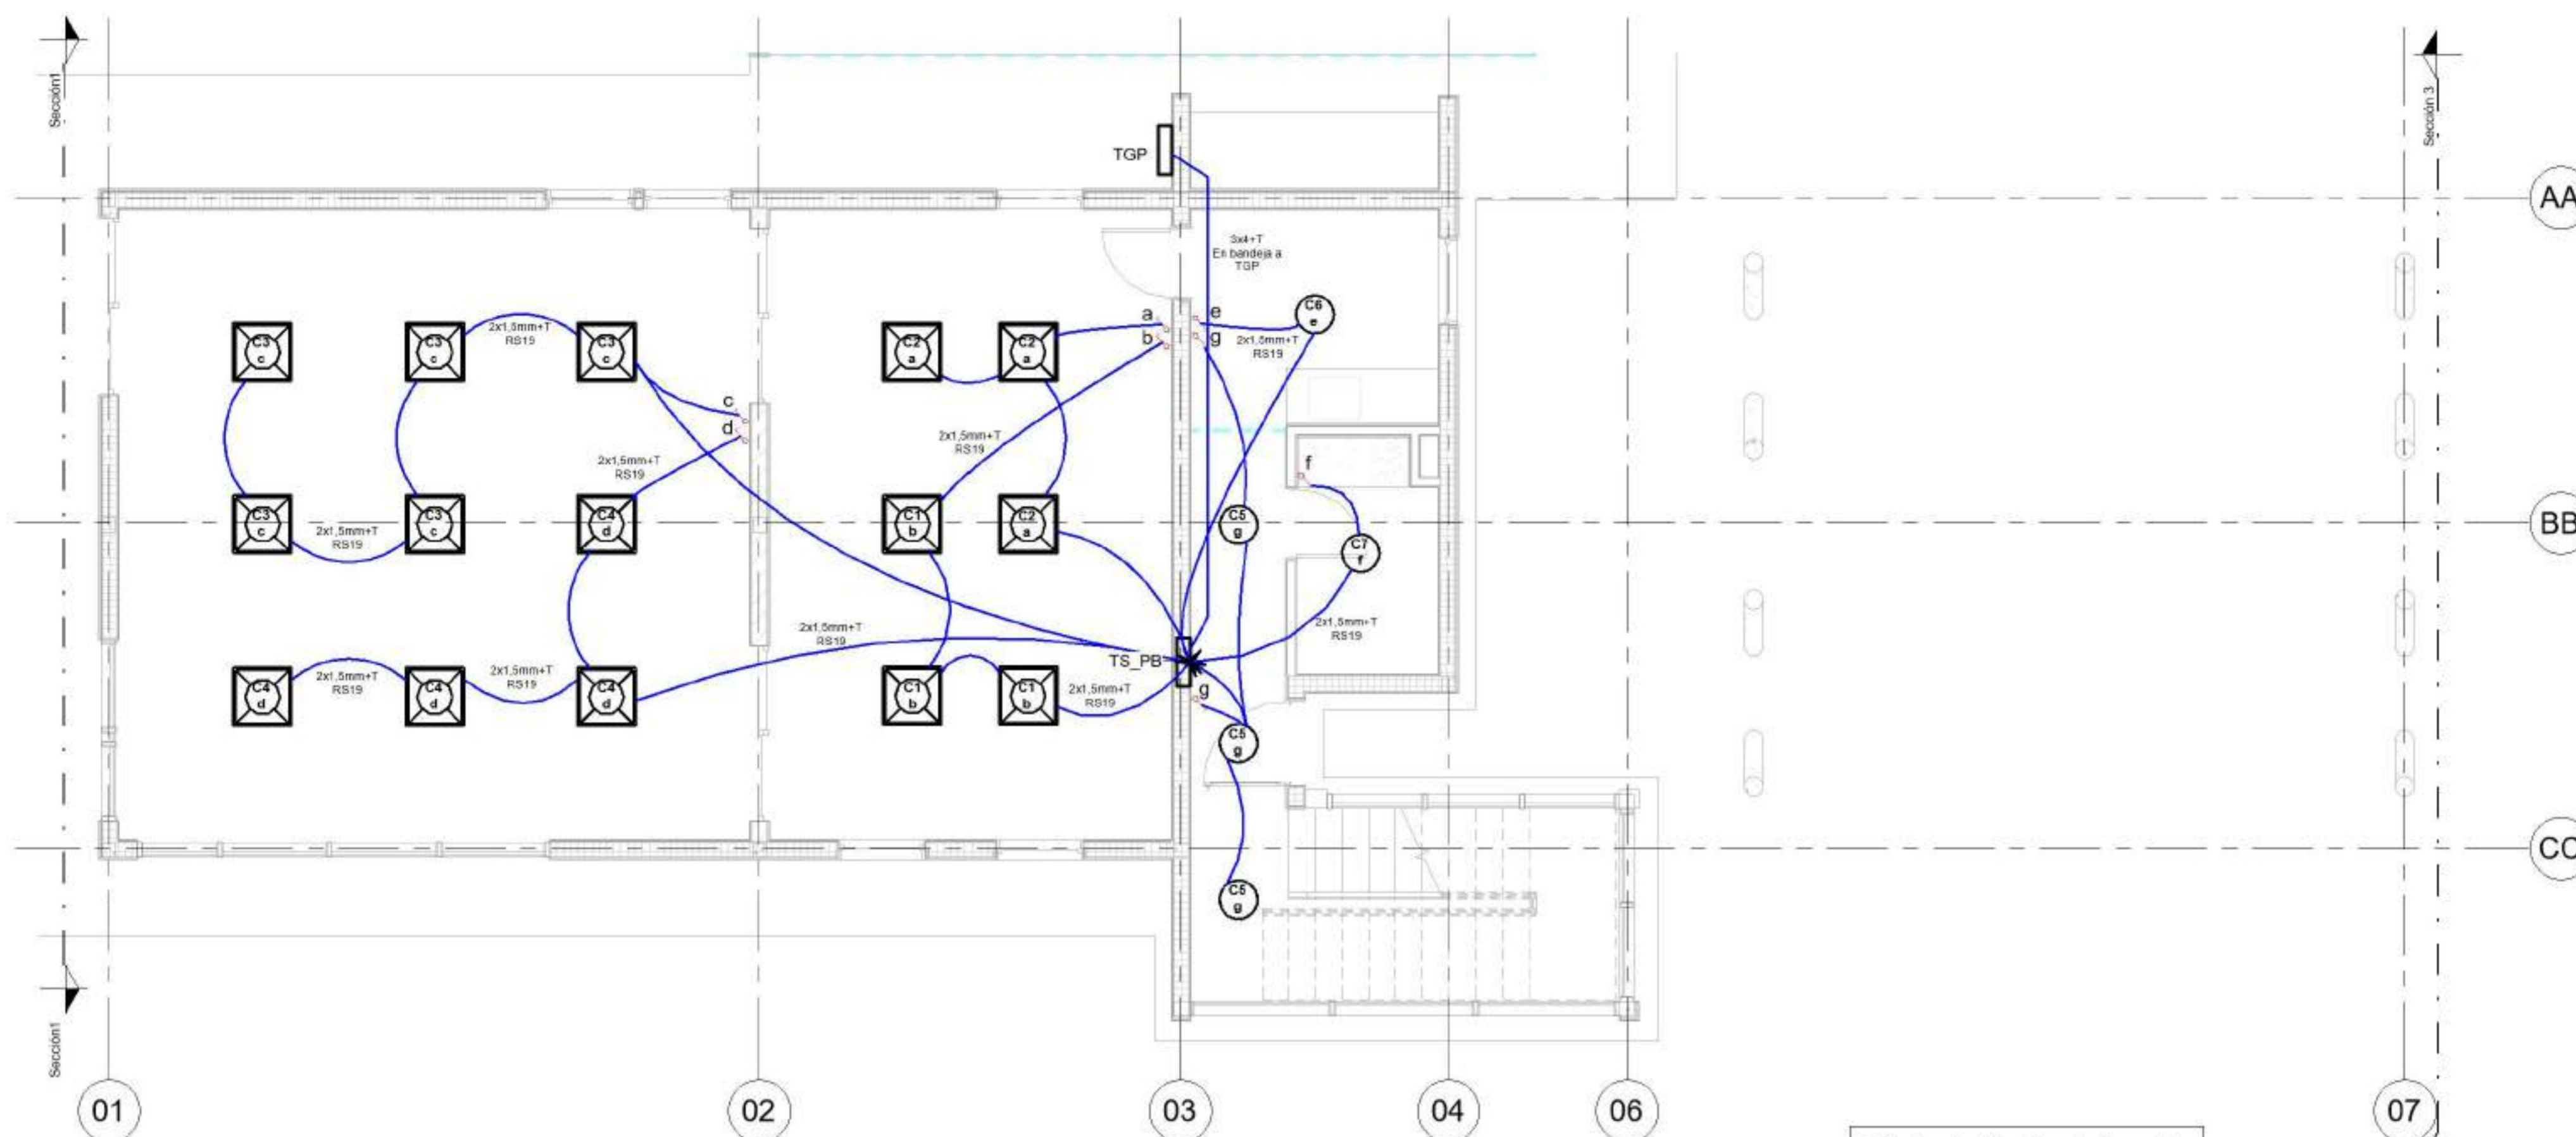 Sección1
Sección 3
TGP
AA
3x4+T
En bandeja a
TGP
C6
e
a
e
b
g
2x1,5mm+T
RS19
2x1,5mm+T
RS19
C3
c
C3
c
C3
c
C2
a
C2
a
c
d
2x1,5mm+T
RS19
2x1,5mm+T
RS19
f
C3
c
C3
c
C4
d
C1
b
C2
a
C5
g
BB
2x1,5mm+T
RS19
C7
f
2x1,5mm+T
RS19
2x1,5mm+T
RS19
TS_PB
2x1,5mm+T
RS19
2x1,5mm+T
RS19
2x1,5mm+T
RS19
g
C4
d
C4
d
C4
d
C1
b
C1
b
C5
g
CC
C5
g
Sección1
01
02
03
04
06
07